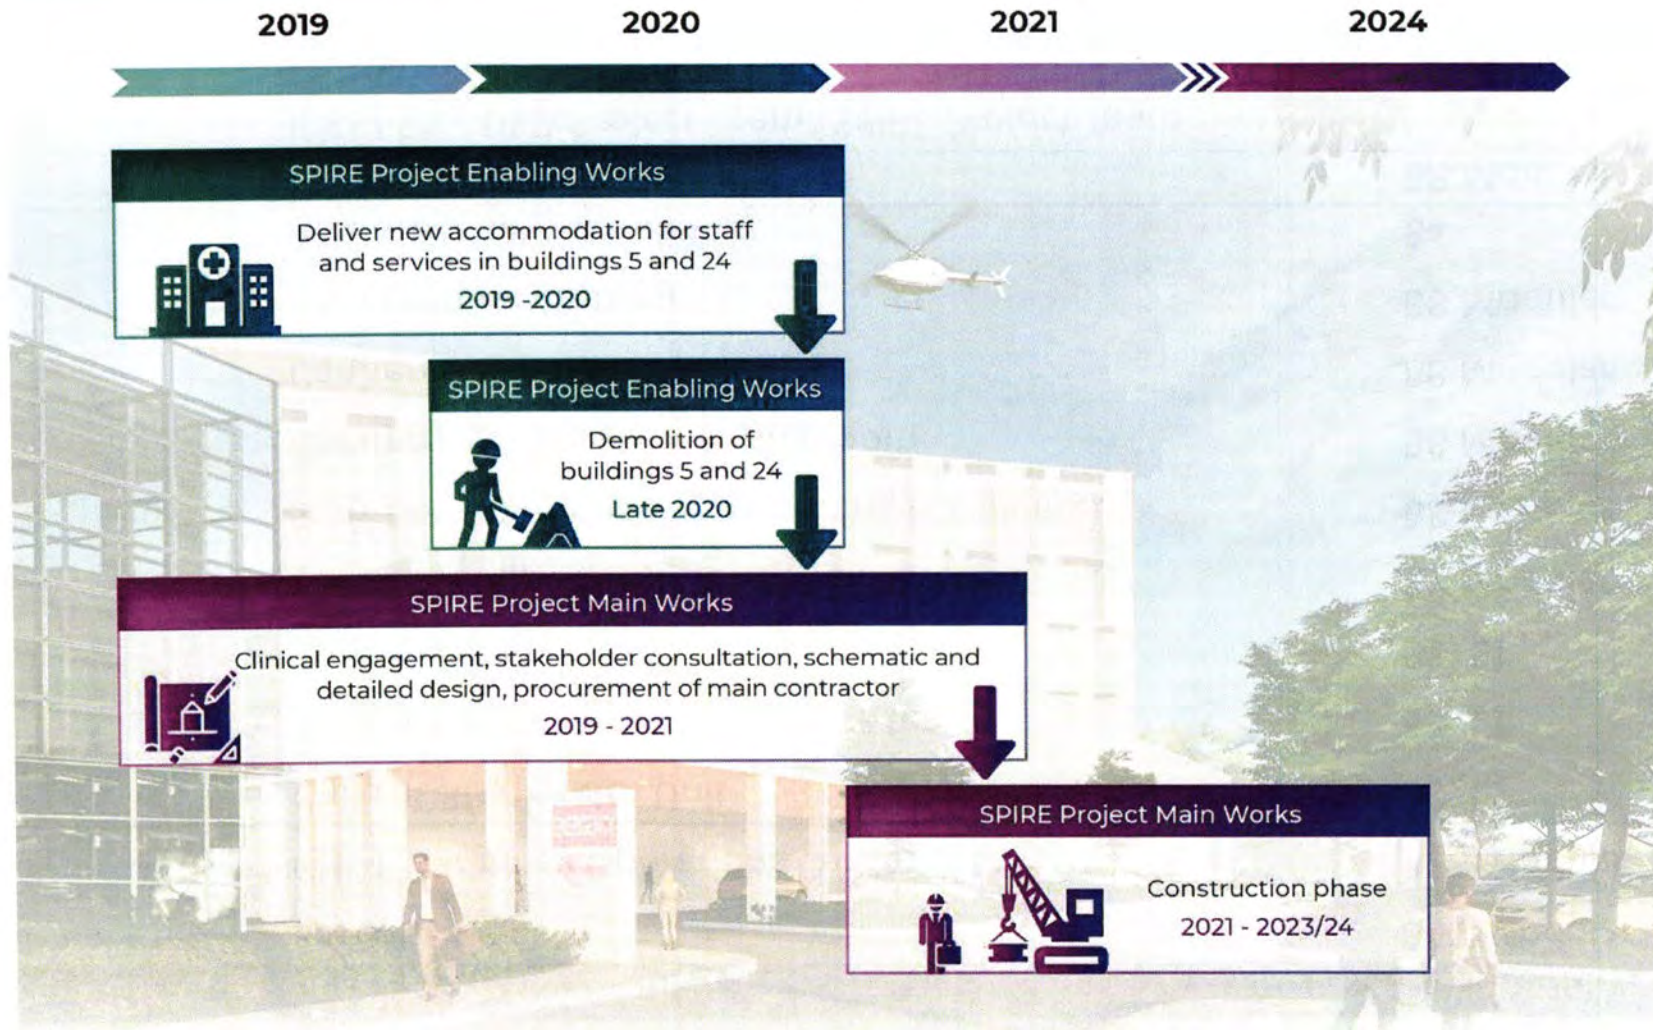 2019 2020 2021 2024
SPIRE Project Enabling Works
Deliver new accommodation for staff
and services in buildings 5 and 24
2019 -2020
SPIRE Project Enabling Works
Demolition of
buildings 5 and 24
Late 2020
SPIRE Project Main Works
Clinical engagement, stakeholder consultation, schematic and
detailed design, procurement of main contractor
2019 - 2021
SPIRE Project Main Works
Construction phase
2021 - 2023/24